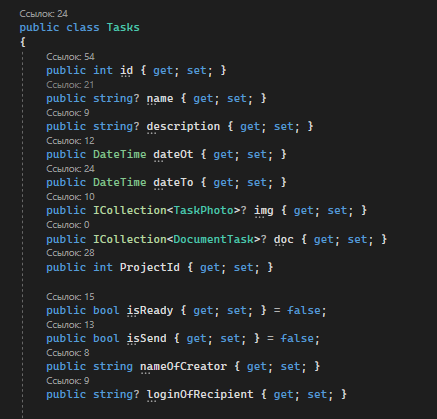 Ссылок: 24
public class Tasks
{
Ссылок: 54
public int id { get; set; }
Ссылок: 21
public string? name { get; set; }
Ссылок: 9
public string? description { get; set; }
Ссылок: 12
public DateTime dateOt { get; set; }
Ссылок: 24
public DateTime dateTo { get; set; }
Ссылок: 10
public ICollection<TaskPhoto>? img { get; set; }
Ссылок: 0
public ICollection<DocumentTask>? doc { get; set; }
Ссылок: 28
public int ProjectId { get; set; }
Ссылок: 15
public bool isReady { get; set; } = false;
Ссылок: 13
public bool isSend { get; set; } = false;
Ссылок: 8
public string nameOfCreator { get; set; }
Ссылок: 9
public string? loginOfRecipient { get; set; }